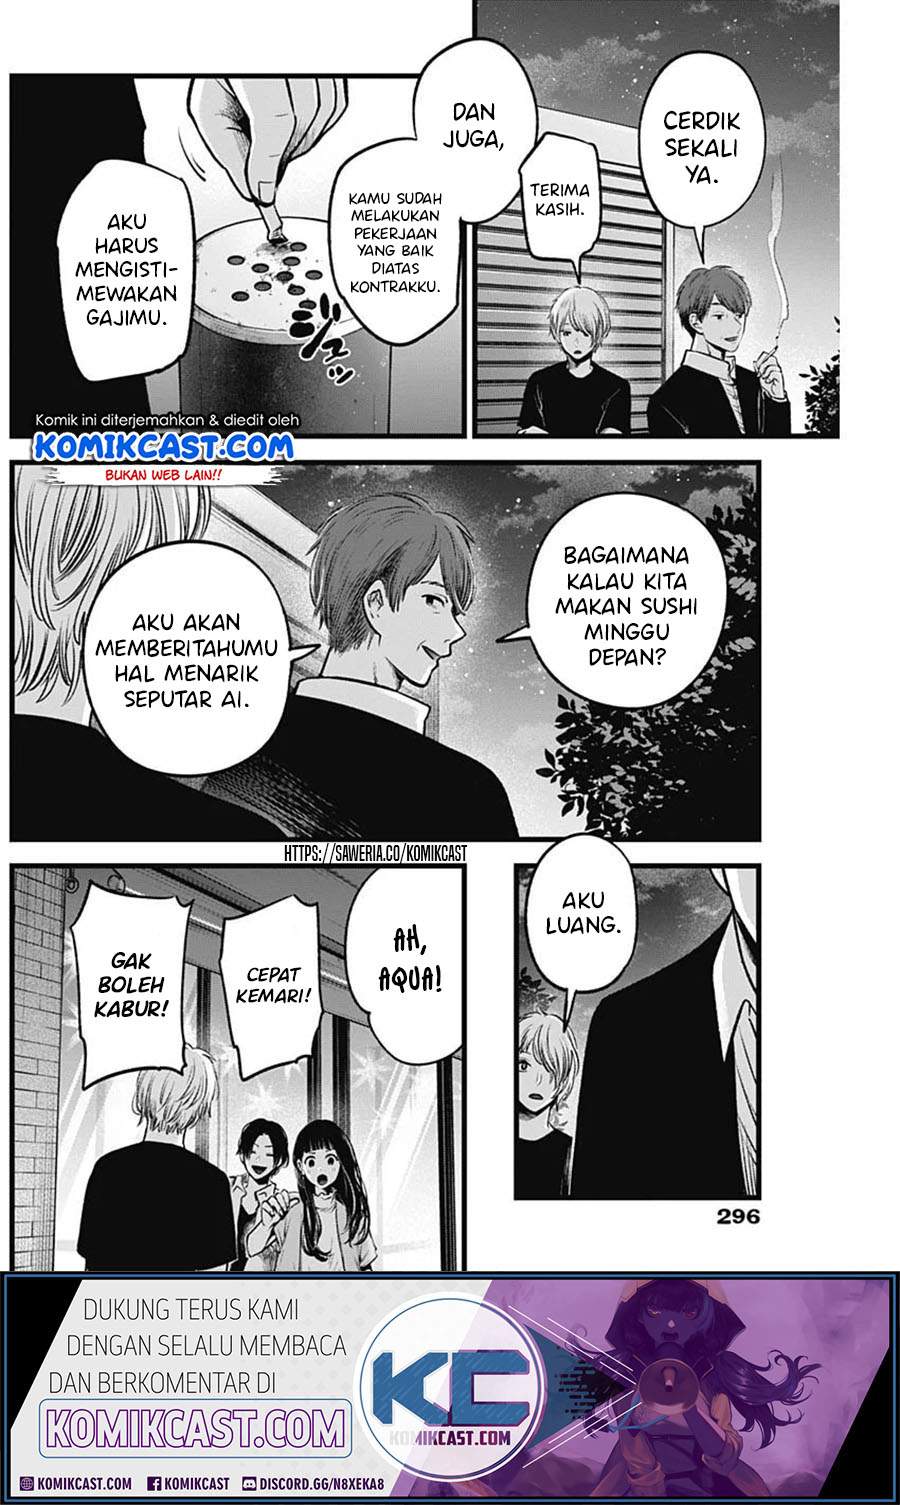 CERDIK
SEKALI
YA.
TERIMA
KASIH.
DAN
JUGA,
KAMU SUDAH
MELAKUKAN
PEKERJAAN
YANG BAIK
DIATAS
KONTRAKKU.
AKU
HARUS
MENGISTI-
MEWAKAN
GAJIMU.
Komik ini diterjemahkan & diedit oleh
KOMIKCAST.COM
BUKAN WEB LAIN!!
BAGAIMANA
KALAU KITA
MAKAN SUSHI
MINGGU
DEPAN?
AKU AKAN
MEMBERITAHUMU
HAL MENARIK
SEPUTAR AI.
HTTPS://SAWERIA.CO/KOMIKCAST
AKU
LUANG.
AH,
AQUA!
CEPAT
KEMARI!
GAK
BOLEH
KABUR!
296
DUKUNG TERUS KAMI
DENGAN SELALU MEMBACA
DAN BERKOMENTAR DI
KOMIKCAST.COM
KC
KOMIKCAST.COM
KOMIKCAST.COM KOMIKCAST DISCORD.GG/N8XEKA8